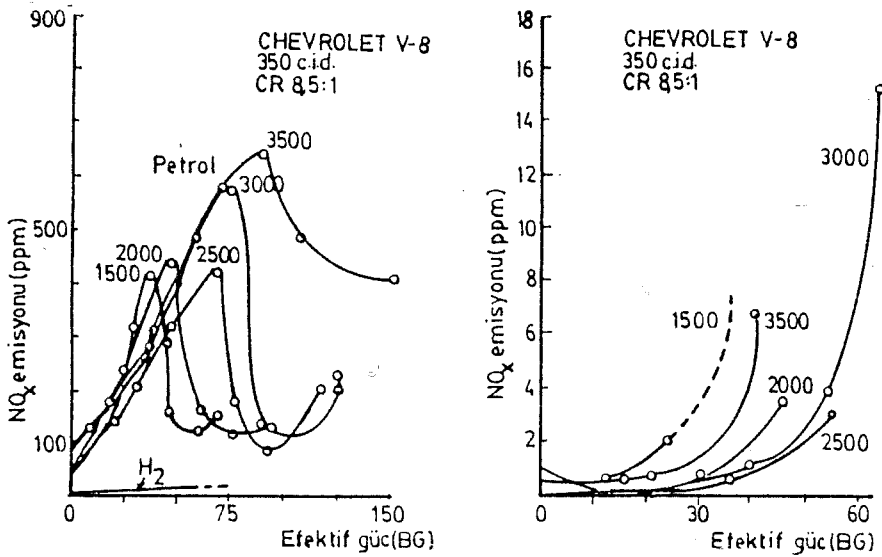 900
CHEVROLET V-8
350 c.i.d.
CR 8,5:1
3500
Petrol
3000
500
2000
2500
1500
NOx emisyonu(ppm)
100
H2
0
75
150
Efektif güc(BG)
18
CHEVROLET V-8
16
350 c.i.d.
CR 8,5:1
14
3000
12
10
8
1500
3500
6
NOx emisyonu(ppm)
4
2000
2500
2
0
30
60
Efektif güc(BG)